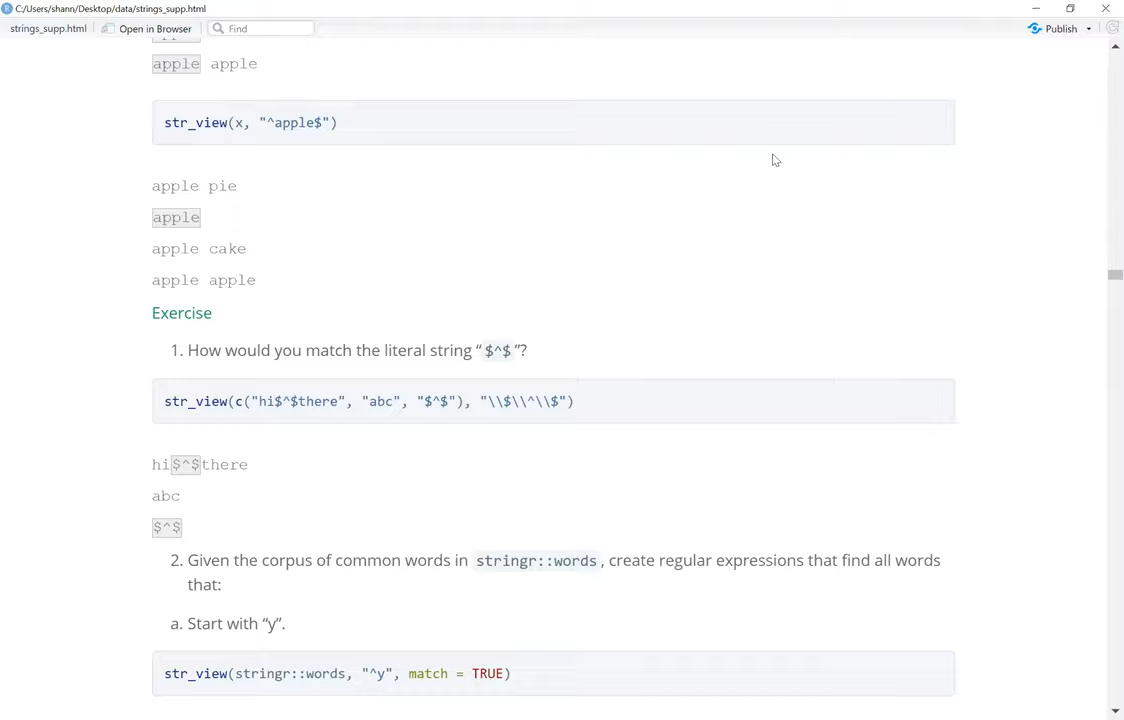 C:/Users/shann/Desktop/data/strings_supp.html
strings_supp.html Open in Browser Find Publish
apple apple
str_view(x, "^apple$")
apple pie
apple
apple cake
apple apple
Exercise
1. How would you match the literal string “$^$”?
str_view(c("hi$^$there", "abc", "$^$"), "\\$\\^\\$")
hi$^$there
abc
$^$
2. Given the corpus of common words in stringr::words, create regular expressions that find all words
that:
a. Start with “y”.
str_view(stringr::words, "^y", match = TRUE)